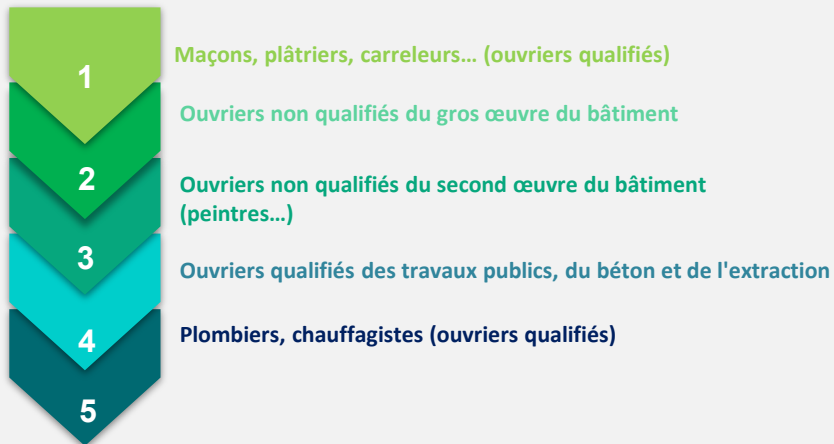 1
Maçons, plâtriers, carreleurs… (ouvriers qualifiés)
2
Ouvriers non qualifiés du gros œuvre du bâtiment
3
Ouvriers non qualifiés du second œuvre du bâtiment
(peintres…)
4
Ouvriers qualifiés des travaux publics, du béton et de l'extraction
5
Plombiers, chauffagistes (ouvriers qualifiés)